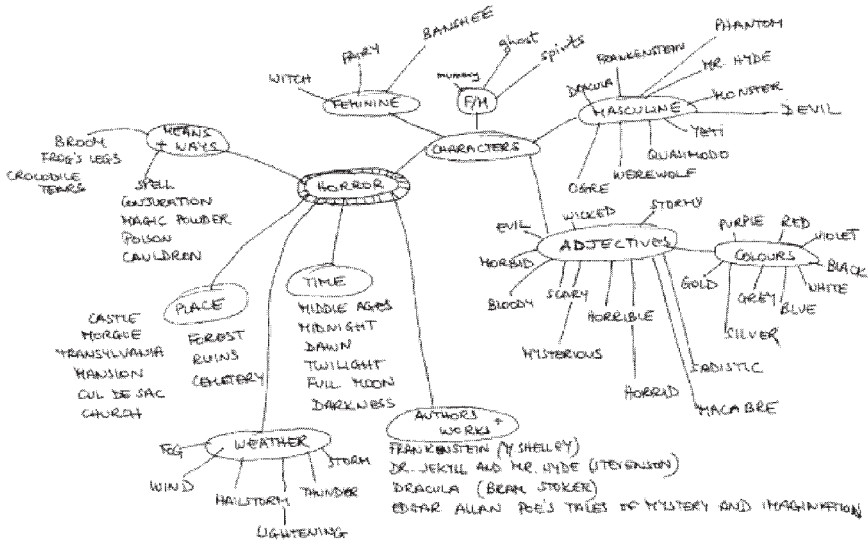 HORROR
CHARACTERS
FEMININE
WITCH
FAIRY
BANSHEE
F/M
mummy
ghost
spirits
MASCULINE
DRACULA
FRANKENSTEIN
PHANTOM
MR. HYDE
MONSTER
DEVIL
YETI
QUASIMODO
WEREWOLF
OGRE
ADJECTIVES
EVIL
WICKED
STORMY
MORBID
BLOODY
SCARY
MYSTERIOUS
HORRIBLE
HORRID
SADISTIC
MACABRE
COLOURS
PURPLE
RED
VIOLET
BLACK
WHITE
BLUE
GREY
SILVER
GOLD
MEANS
+ WAYS
BROOM
FROG'S LEGS
CROCODILE
TEARS
SPELL
CONJURATION
MAGIC POWDER
POISON
CAULDRON
PLACE
CASTLE
MORGUE
TRANSYLVANIA
MANSION
CUL DE SAC
CHURCH
FOREST
RUINS
CEMETERY
TIME
MIDDLE AGES
MIDNIGHT
DAWN
TWILIGHT
FULL MOON
DARKNESS
WEATHER
FOG
WIND
HAILSTORM
LIGHTENING
THUNDER
STORM
AUTHORS +
WORKS
FRANKENSTEIN (M SHELLEY)
DR. JEKYLL AND MR. HYDE (STEVENSON)
DRACULA (BRAM STOKER)
EDGAR ALLAN POE'S TALES OF MYSTERY AND IMAGINATION